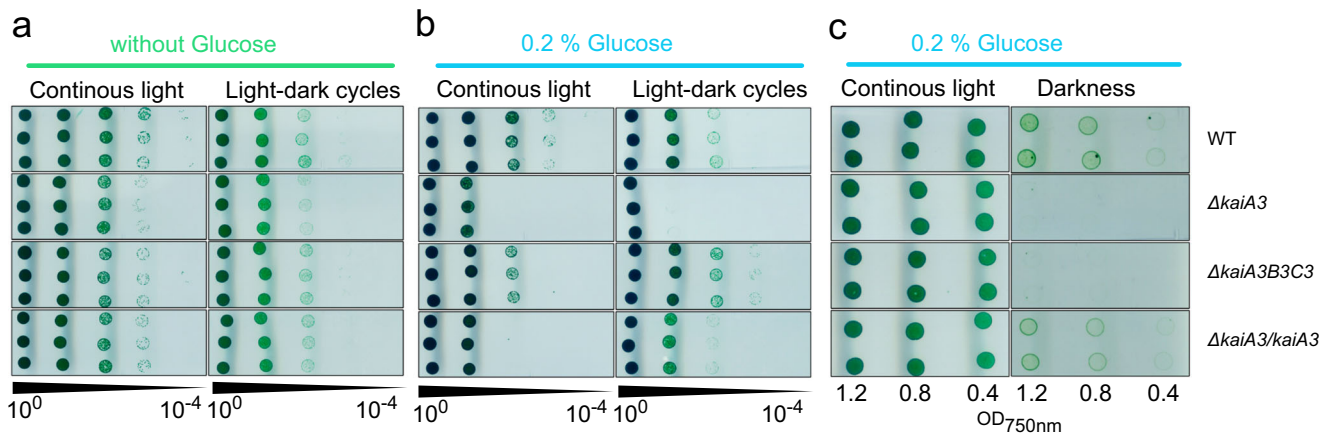 a
without Glucose
Continous light
Light-dark cycles
10⁰
10⁻⁴
10⁰
10⁻⁴
b
0.2 % Glucose
Continous light
Light-dark cycles
10⁰
10⁻⁴
10⁰
10⁻⁴
c
0.2 % Glucose
Continous light
Darkness
WT
ΔkaiA3
ΔkaiA3B3C3
ΔkaiA3/kaiA3
1.2 0.8 0.4 1.2 0.8 0.4
OD750nm